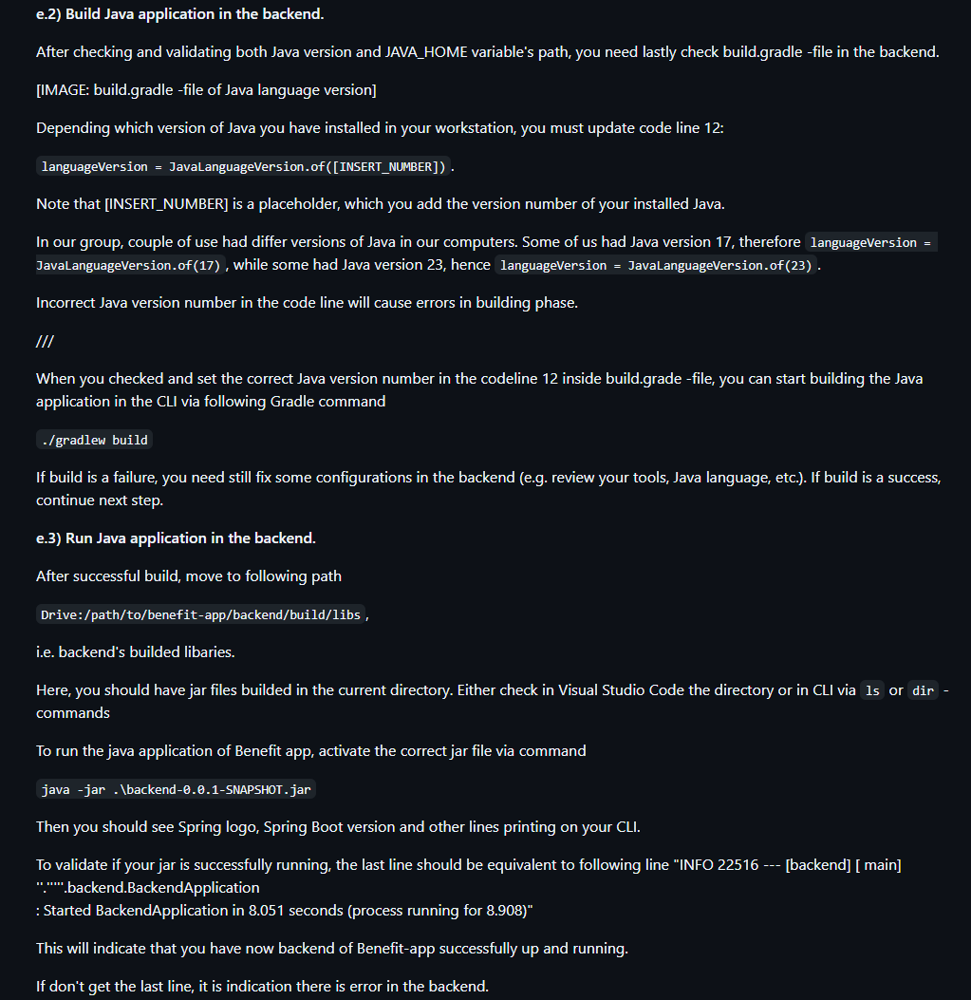 e.2) Build Java application in the backend.
After checking and validating both Java version and JAVA_HOME variable's path, you need lastly check build.gradle -file in the backend.
[IMAGE: build.gradle -file of Java language version]
Depending which version of Java you have installed in your workstation, you must update code line 12:
languageVersion = JavaLanguageVersion.of([INSERT_NUMBER]).
Note that [INSERT_NUMBER] is a placeholder, which you add the version number of your installed Java.
In our group, couple of use had differ versions of Java in our computers. Some of us had Java version 17, therefore languageVersion =
JavaLanguageVersion.of(17), while some had Java version 23, hence languageVersion = JavaLanguageVersion.of(23).
Incorrect Java version number in the code line will cause errors in building phase.
///
When you checked and set the correct Java version number in the codeline 12 inside build.grade -file, you can start building the Java
application in the CLI via following Gradle command
./gradlew build
If build is a failure, you need still fix some configurations in the backend (e.g. review your tools, Java language, etc.). If build is a success,
continue next step.
e.3) Run Java application in the backend.
After successful build, move to following path
Drive:/path/to/benefit-app/backend/build/libs,
i.e. backend's builded libaries.
Here, you should have jar files builded in the current directory. Either check in Visual Studio Code the directory or in CLI via ls or dir -
commands
To run the java application of Benefit app, activate the correct jar file via command
java -jar .\backend-0.0.1-SNAPSHOT.jar
Then you should see Spring logo, Spring Boot version and other lines printing on your CLI.
To validate if your jar is successfully running, the last line should be equivalent to following line "INFO 22516 --- [backend] [ main]
''.'''''.backend.BackendApplication
: Started BackendApplication in 8.051 seconds (process running for 8.908)"
This will indicate that you have now backend of Benefit-app successfully up and running.
If don't get the last line, it is indication there is error in the backend.